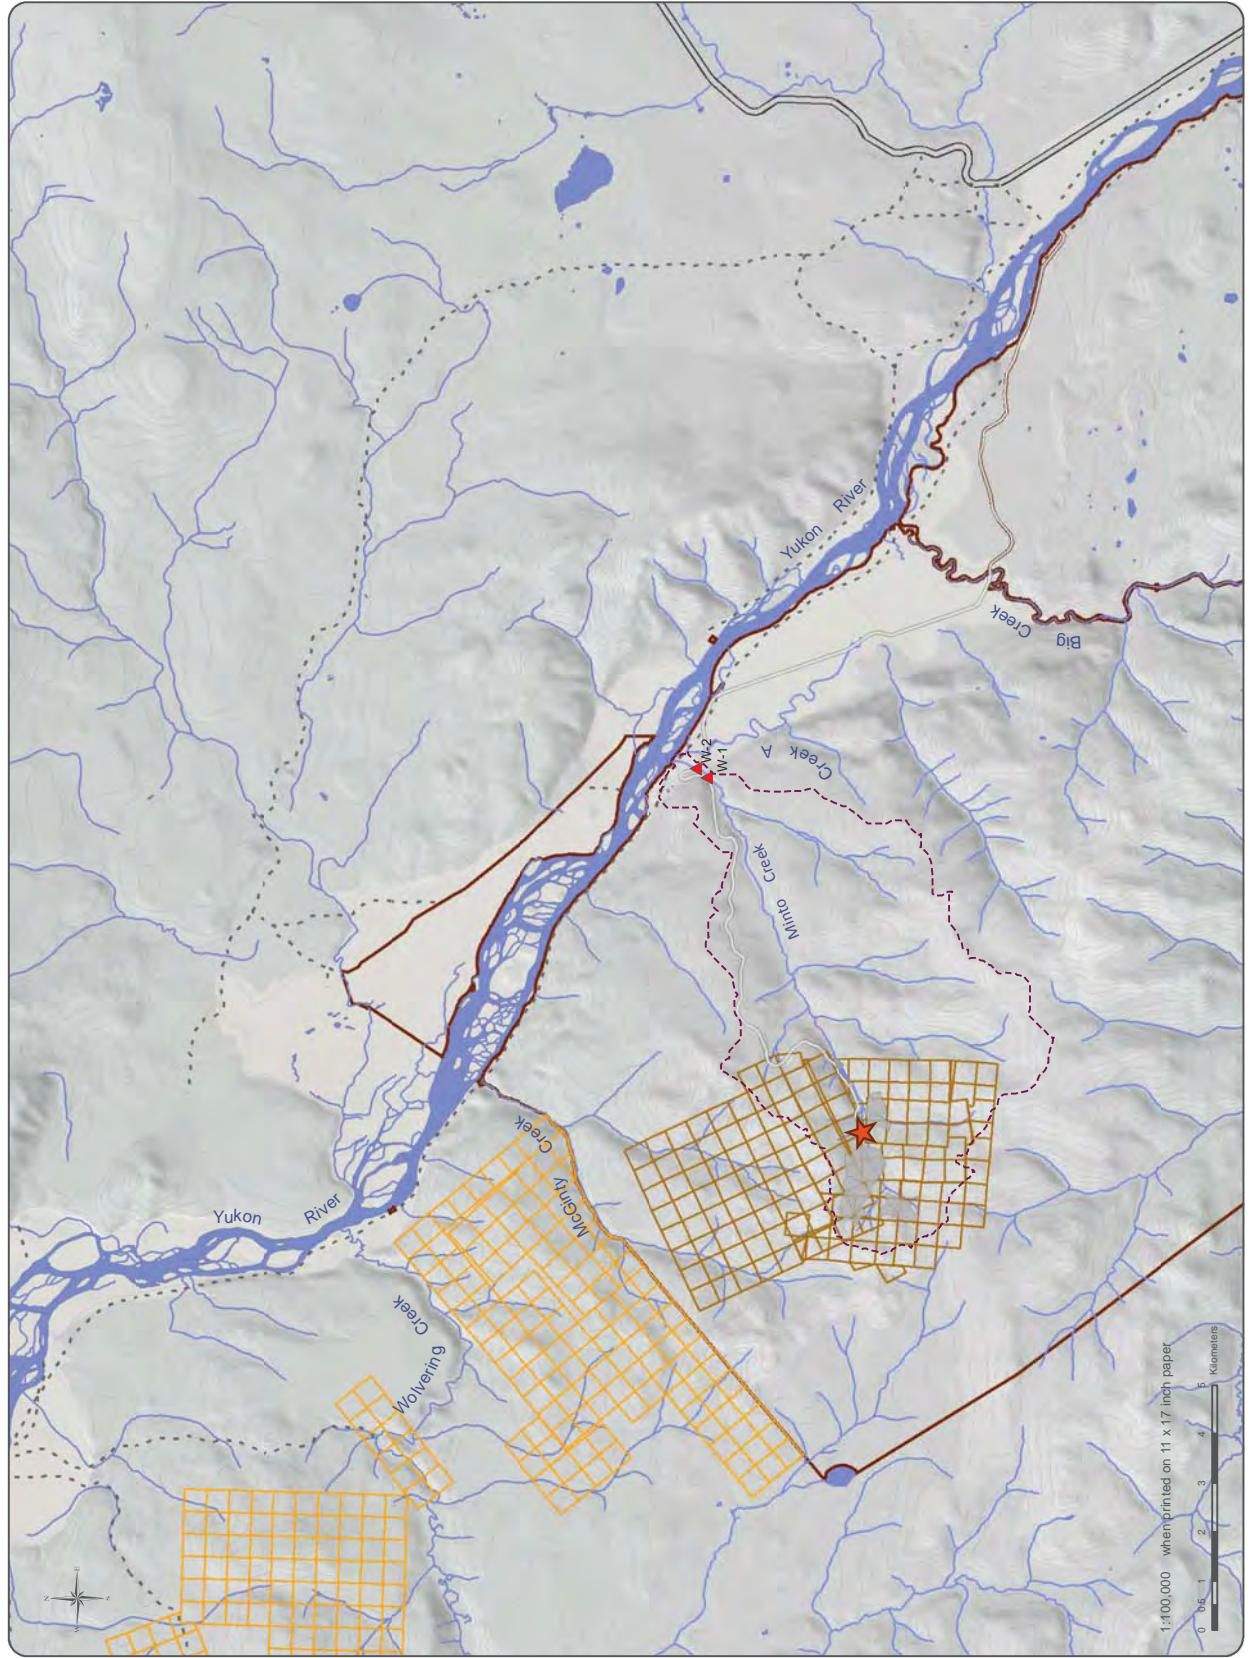 Yukon
River
Yukon
River
Wolvering
Creek
McGinty
Creek
Minto Creek
Creek A
W-2
W-1
Big
Creek
1:100,000 when printed on 11 x 17 inch paper
0 0.5 1 2 3 4 5
Kilometers